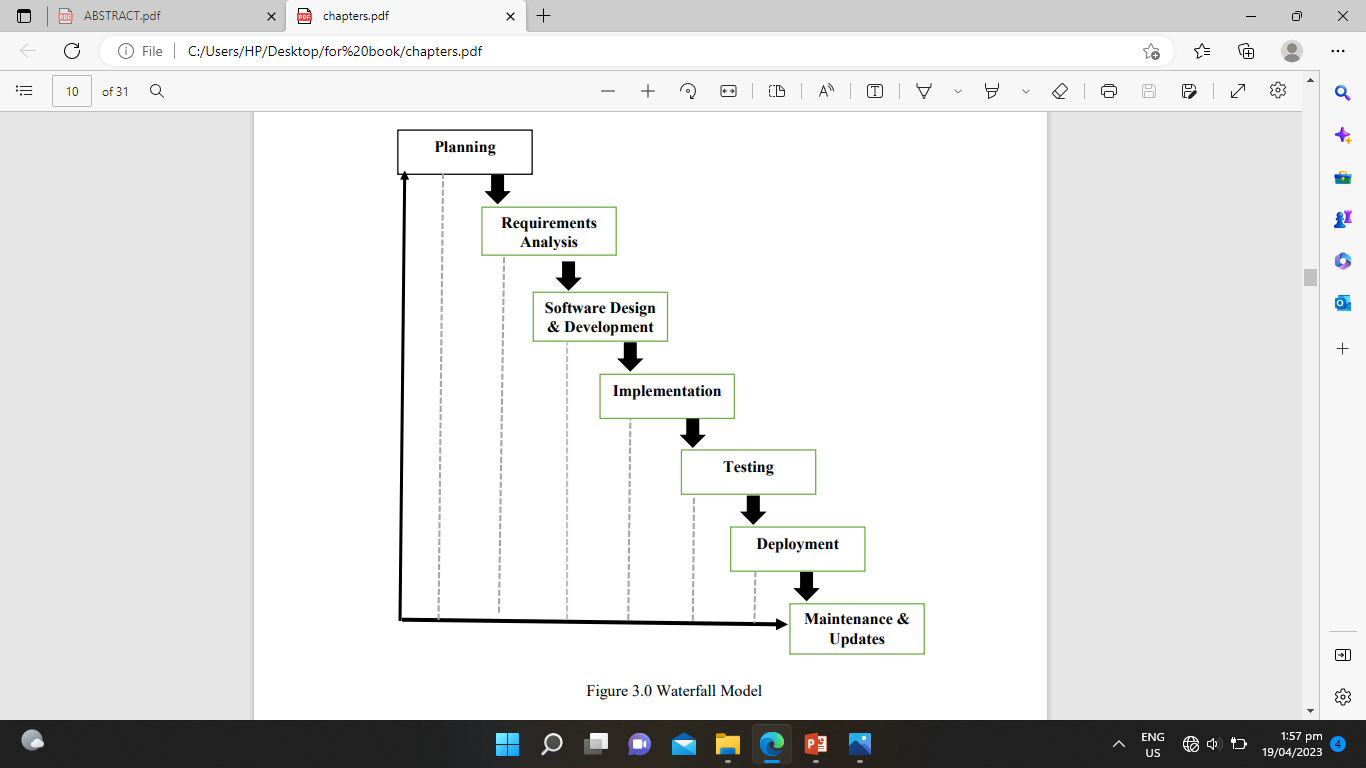 ABSTRACT.pdf
chapters.pdf
File
C:/Users/HP/Desktop/for%20book/chapters.pdf
10 of 31
Planning
Requirements
Analysis
Software Design
& Development
Implementation
Testing
Deployment
Maintenance &
Updates
Figure 3.0 Waterfall Model
ENG
US
1:57 pm
19/04/2023
4